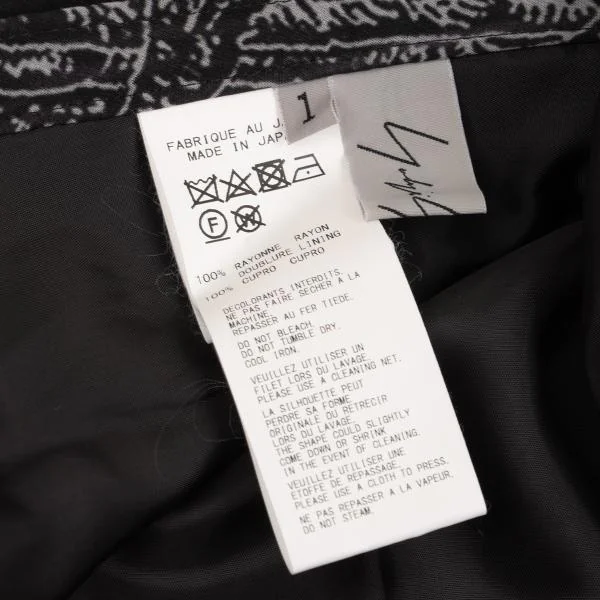 1
FABRIQUE AU J
MADE IN JAP
F
W
100% RAYONNE RAYON
DOUBLURE LINING
100% CUPRO CUPRO
DECOLORANTS INTERDITS.
NE PAS FAIRE SECHER A LA
MACHINE.
REPASSER AU FER TIEDE.
DO NOT BLEACH.
DO NOT TUMBLE DRY.
COOL IRON.
VEUILLEZ UTILISER UN
FILET LORS DU LAVAGE.
PLEASE USE A CLEANING NET.
LA SILHOUETTE PEUT
PERDRE SA FORME
ORIGINALE OU RETRECIR
LORS DU LAVAGE.
THE SHAPE COULD SLIGHTLY
COME DOWN OR SHRINK
IN THE EVENT OF CLEANING.
VEUILLEZ UTILISER UNE
ETOFFE DE REPASSAGE.
PLEASE USE A CLOTH TO PRESS.
NE PAS REPASSER A LA VAPEUR.
DO NOT STEAM.